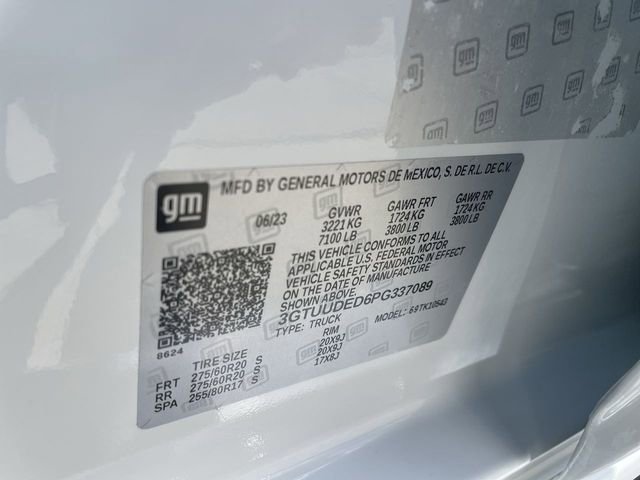 gm
MFD BY GENERAL MOTORS DE MEXICO, S. DE R.L. DE C.V.
06/23 GVWR GAWR FRT GAWR RR
3221 KG 1724 KG 1724 KG
7100 LB 3800 LB 3800 LB
THIS VEHICLE CONFORMS TO ALL
APPLICABLE U.S. FEDERAL MOTOR
VEHICLE SAFETY STANDARDS IN EFFECT
ON THE DATE OF MANUFACTURE
SHOWN ABOVE.
3GTUUDED6PG337089
TYPE: TRUCK MODEL: 69TK10543
8624
TIRE SIZE RIM
FRT 275/60R20 S 20X9J
RR 275/60R20 S 20X9J
SPA 255/80R17 S 17X8J